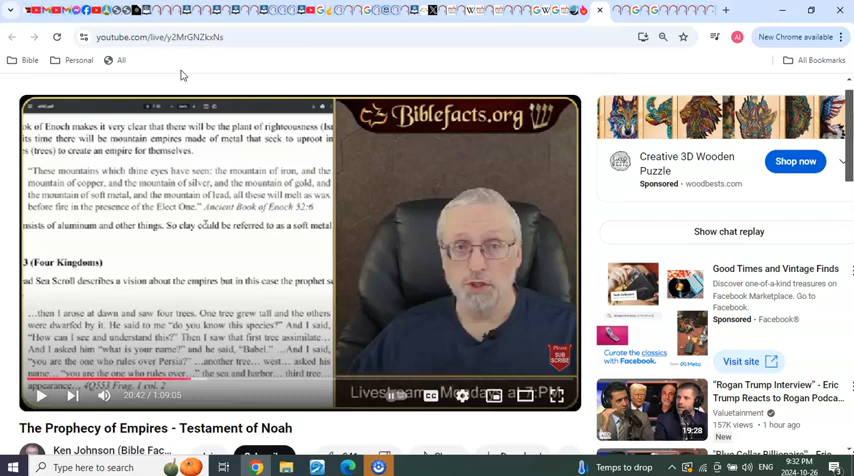 youtube.com/live/y2MrGNZkxNs
New Chrome available
Bible
Personal
All
All Bookmarks
ok of Enoch makes it very clear that there will be the plant of righteousness (Isr
its time there will be mountain empires made of metal that seek to uproot in
es (trees) to create an empire for themselves.
"These mountains which thine eyes have seen: the mountain of iron, and the
mountain of copper, and the mountain of silver, and the mountain of gold, and
the mountain of soft metal, and the mountain of lead, all these will melt as wax
before fire in the presence of the Elect One." Ancient Book of Enoch 52:6
nsists of aluminum and other things. So clay could be referred to as a soft metal
3 (Four Kingdoms)
ead Sea Scroll describes a vision about the empires but in this case the prophet se
...then I arose at dawn and saw four trees. One tree grew tall and the others
were dwarfed by it. He said to me "do you know this species?" And I said,
"How can I see and understand this?" Then I saw that first tree assimilate...
And I asked him "what is your name?" and he said, "Babel."... And I said,
"you are the one who rules over Persia?" ...another tree... west... asked his
name... "you are the one who rules over..." the sea and harbor... third tree
appearance... 4Q553 Frag. 1 col. 2
Biblefacts.org
Please
SUB
SCRIBE
Livestream
Mondays at 7:PM
20:42 / 1:09:05
The Prophecy of Empires - Testament of Noah
Ken Johnson (Bible Fac...
Creative 3D Wooden
Puzzle
Sponsored · woodbests.com
Shop now
Show chat replay
Good Times and Vintage Finds
Discover one-of-a-kind treasures on
Facebook Marketplace. Go to
Facebook.
Sponsored · Facebook®
Curate the classics
with Facebook.
Meta
Visit site
"Rogan Trump Interview" - Eric
Trump Reacts to Rogan Podca...
Valuetainment
157K views · 1 hour ago
New
19:28
Type here to search
Temps to drop
ENG
9:32 PM
2024-10-26